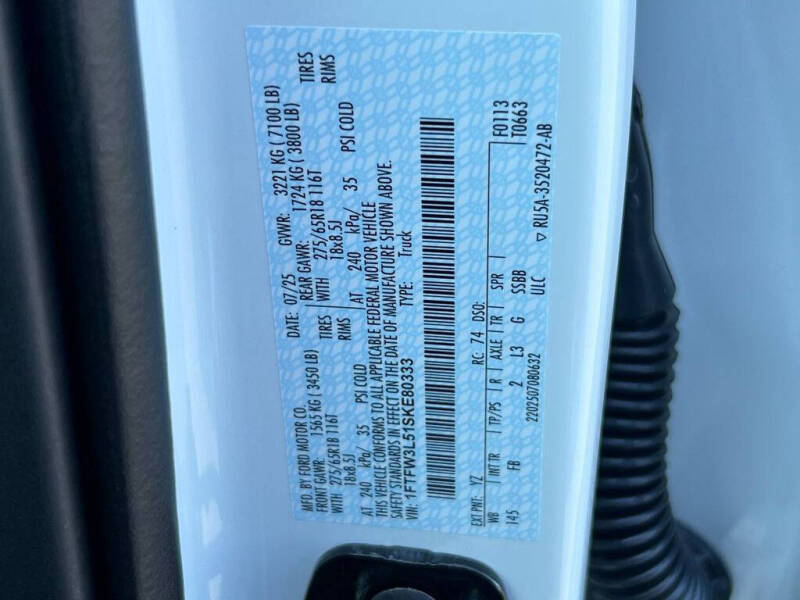 MFD. BY FORD MOTOR CO. DATE: 07/25 GVWR: 3221 KG ( 7100 LB)
FRONT GAWR: 1565 KG ( 3450 LB) REAR GAWR: 1724 KG ( 3800 LB)
WITH 275/65R18 116T TIRES WITH 275/65R18 116T TIRES
18x8.5J RIMS 18x8.5J RIMS
AT 240 kPa/ 35 PSI COLD AT 240 kPa/ 35 PSI COLD
THIS VEHICLE CONFORMS TO ALL APPLICABLE FEDERAL MOTOR VEHICLE
SAFETY STANDARDS IN EFFECT ON THE DATE OF MANUFACTURE SHOWN ABOVE.
VIN: 1FTFW3L51SKE80333 TYPE: Truck
F0113
EXT PNT: YZ RC: 74 DSO: T0663
WB INTTR TP/PS R AXLE TR SPR
145 FB 2 L3 G SSBB
2202507080632 ULC ▽ RU5A-3520472-AB